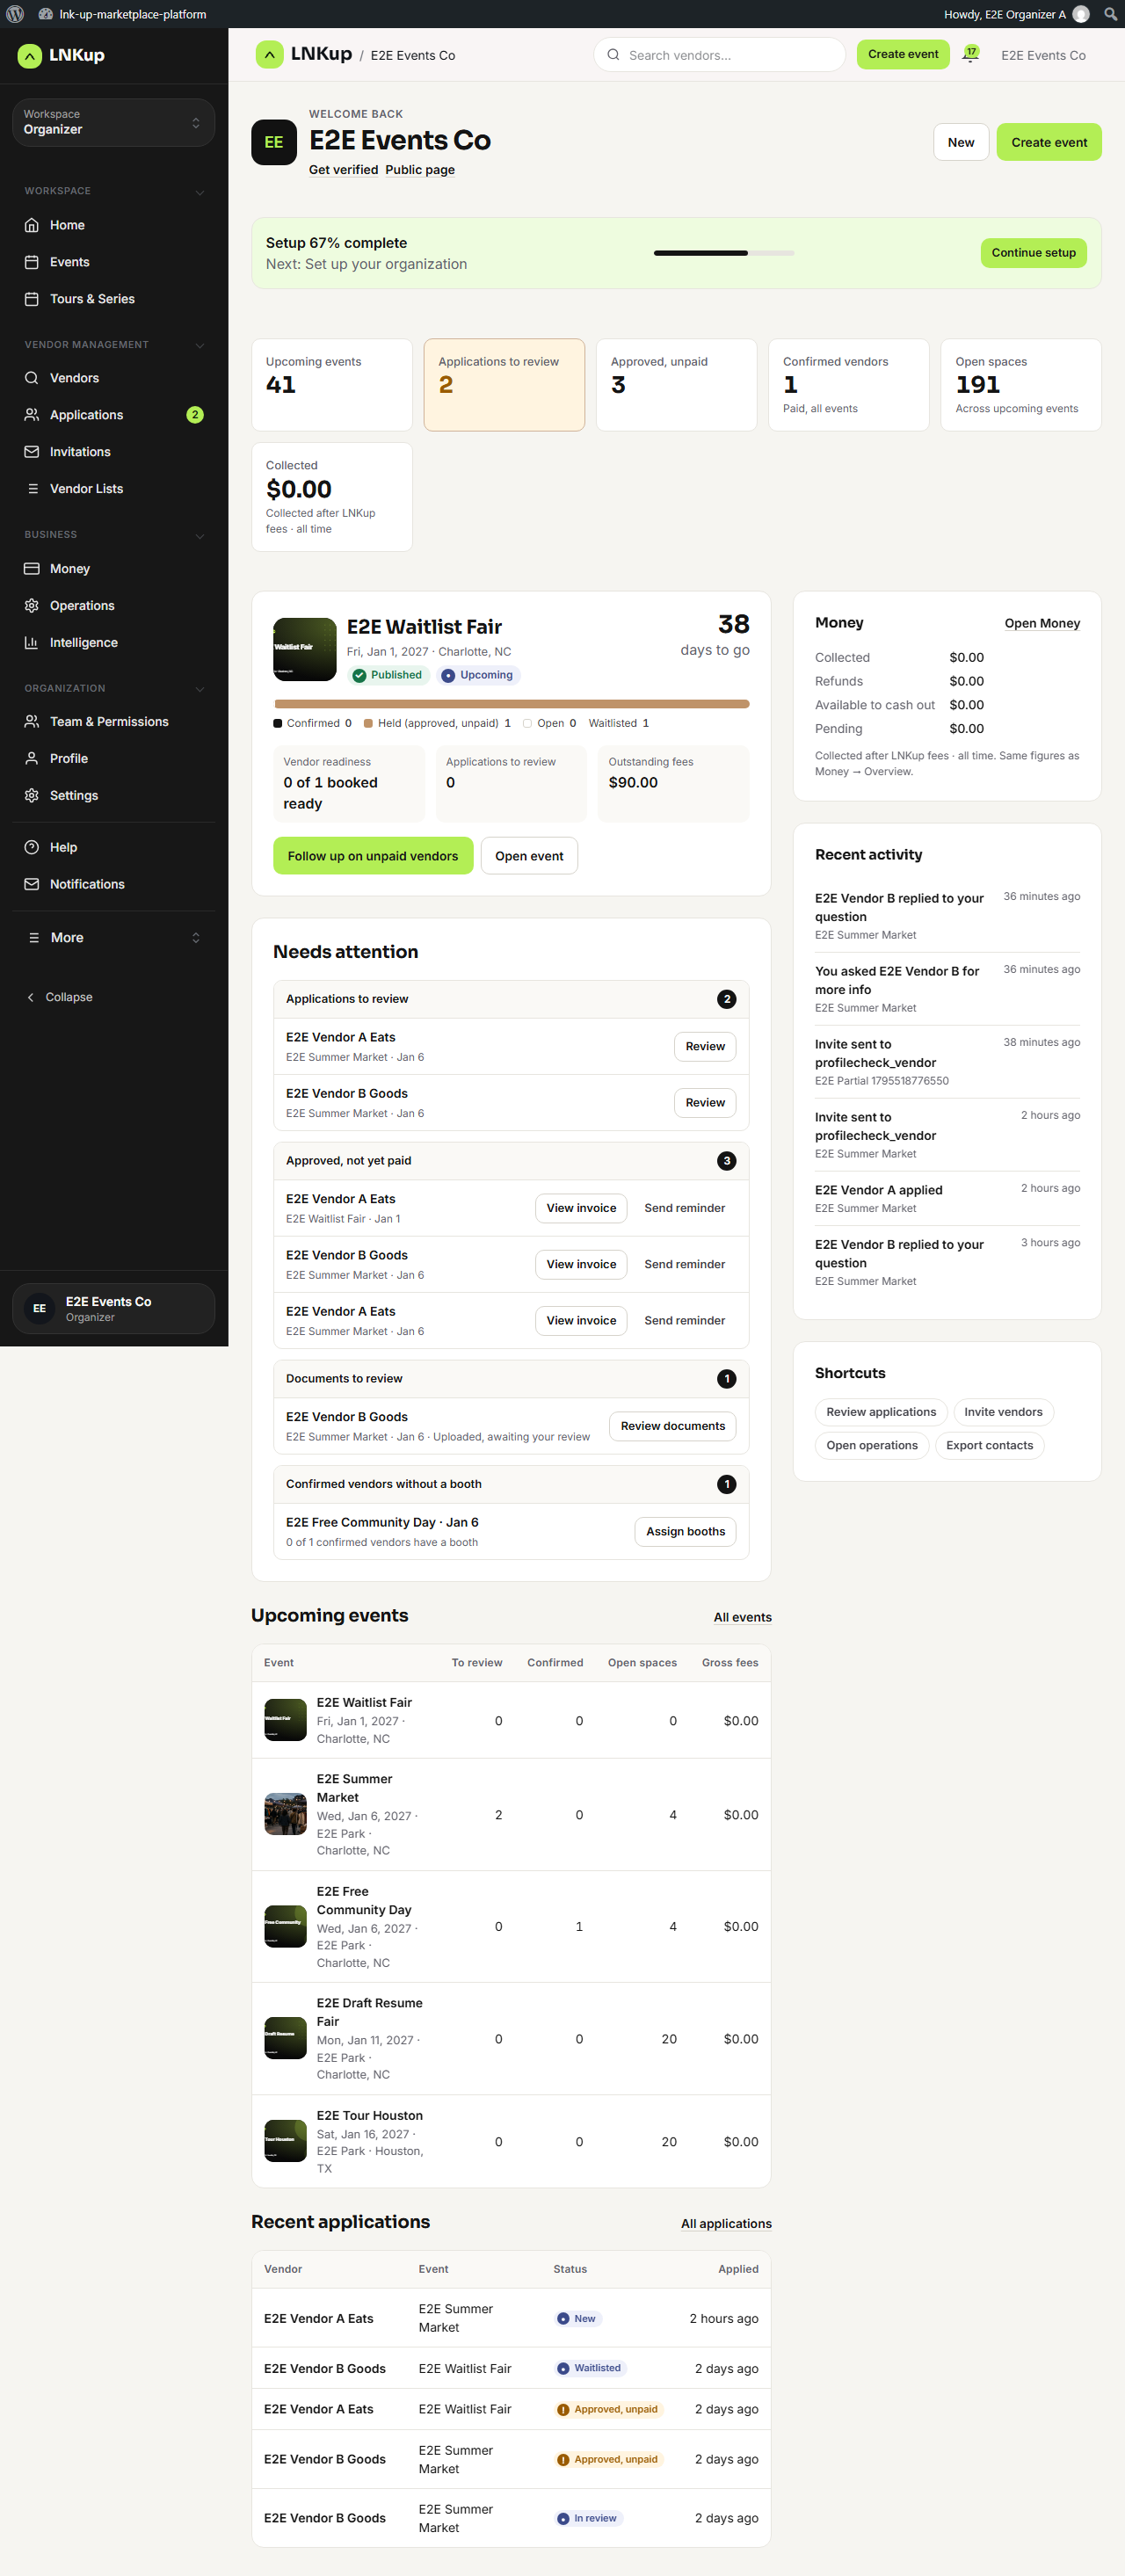 lnk-up-marketplace-platform
Howdy, E2E Organizer A
LNKup
Workspace
Organizer
WORKSPACE
Home
Events
Tours & Series
VENDOR MANAGEMENT
Vendors
Applications
2
Invitations
Vendor Lists
BUSINESS
Money
Operations
Intelligence
ORGANIZATION
Team & Permissions
Profile
Settings
Help
Notifications
More
Collapse
EE
E2E Events Co
Organizer
LNKup / E2E Events Co
Search vendors...
Create event
17
E2E Events Co
EE
WELCOME BACK
E2E Events Co
Get verified Public page
New
Create event
Setup 67% complete
Next: Set up your organization
Continue setup
Upcoming events
41
Applications to review
2
Approved, unpaid
3
Confirmed vendors
1
Paid, all events
Open spaces
191
Across upcoming events
Collected
$0.00
Collected after LNKup
fees · all time
Waitlist Fair
E2E Waitlist Fair
Fri, Jan 1, 2027 · Charlotte, NC
Published
Upcoming
38
days to go
Confirmed 0
Held (approved, unpaid) 1
Open 0
Waitlisted 1
Vendor readiness
0 of 1 booked
ready
Applications to review
0
Outstanding fees
$90.00
Follow up on unpaid vendors
Open event
Needs attention
Applications to review
2
E2E Vendor A Eats
E2E Summer Market · Jan 6
Review
E2E Vendor B Goods
E2E Summer Market · Jan 6
Review
Approved, not yet paid
3
E2E Vendor A Eats
E2E Waitlist Fair · Jan 1
View invoice
Send reminder
E2E Vendor B Goods
E2E Summer Market · Jan 6
View invoice
Send reminder
E2E Vendor A Eats
E2E Summer Market · Jan 6
View invoice
Send reminder
Documents to review
1
E2E Vendor B Goods
E2E Summer Market · Jan 6 · Uploaded, awaiting your review
Review documents
Confirmed vendors without a booth
1
E2E Free Community Day · Jan 6
0 of 1 confirmed vendors have a booth
Assign booths
Money
Open Money
Collected $0.00
Refunds $0.00
Available to cash out $0.00
Pending $0.00
Collected after LNKup fees · all time. Same figures as
Money → Overview.
Recent activity
E2E Vendor B replied to your
question
36 minutes ago
E2E Summer Market
You asked E2E Vendor B for
more info
36 minutes ago
E2E Summer Market
Invite sent to
profilecheck_vendor
38 minutes ago
E2E Partial 1795518776550
Invite sent to
profilecheck_vendor
2 hours ago
E2E Summer Market
E2E Vendor A applied
2 hours ago
E2E Summer Market
E2E Vendor B replied to your
question
3 hours ago
E2E Summer Market
Shortcuts
Review applications
Invite vendors
Open operations
Export contacts
Upcoming events
All events
Event To review Confirmed Open spaces Gross fees
Waitlist Fair
E2E Waitlist Fair
Fri, Jan 1, 2027 ·
Charlotte, NC
0 0 0 $0.00
E2E Summer
Market
Wed, Jan 6, 2027 ·
E2E Park ·
Charlotte, NC
2 0 4 $0.00
Free Community
E2E Free
Community Day
Wed, Jan 6, 2027 ·
E2E Park ·
Charlotte, NC
0 1 4 $0.00
Draft Resume
E2E Draft Resume
Fair
Mon, Jan 11, 2027 ·
E2E Park ·
Charlotte, NC
0 0 20 $0.00
Tour Houston
E2E Tour Houston
Sat, Jan 16, 2027 ·
E2E Park · Houston,
TX
0 0 20 $0.00
Recent applications
All applications
Vendor Event Status Applied
E2E Vendor A Eats
E2E Summer
Market
New
2 hours ago
E2E Vendor B Goods
E2E Waitlist Fair
Waitlisted
2 days ago
E2E Vendor A Eats
E2E Waitlist Fair
Approved, unpaid
2 days ago
E2E Vendor B Goods
E2E Summer
Market
Approved, unpaid
2 days ago
E2E Vendor B Goods
E2E Summer
Market
In review
2 days ago